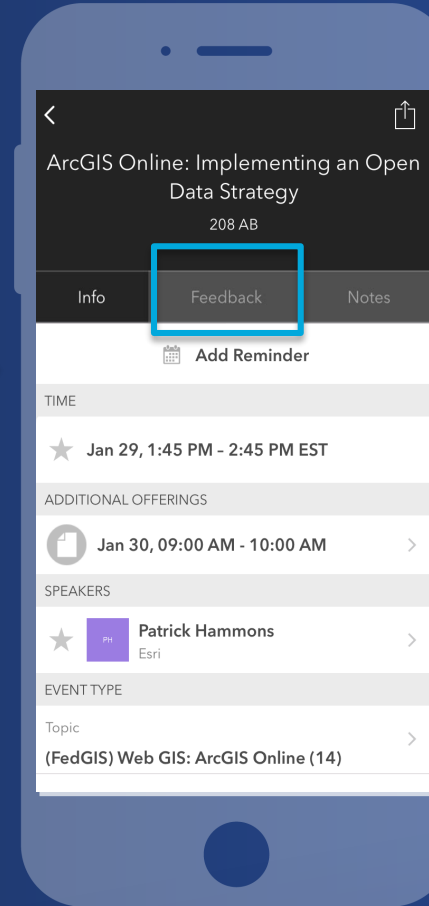 ArcGIS Online: Implementing an Open
Data Strategy
208 AB
Info Feedback Notes
Add Reminder
TIME
Jan 29, 1:45 PM – 2:45 PM EST
ADDITIONAL OFFERINGS
Jan 30, 09:00 AM - 10:00 AM
SPEAKERS
PH
Patrick Hammons
Esri
EVENT TYPE
Topic
(FedGIS) Web GIS: ArcGIS Online (14)